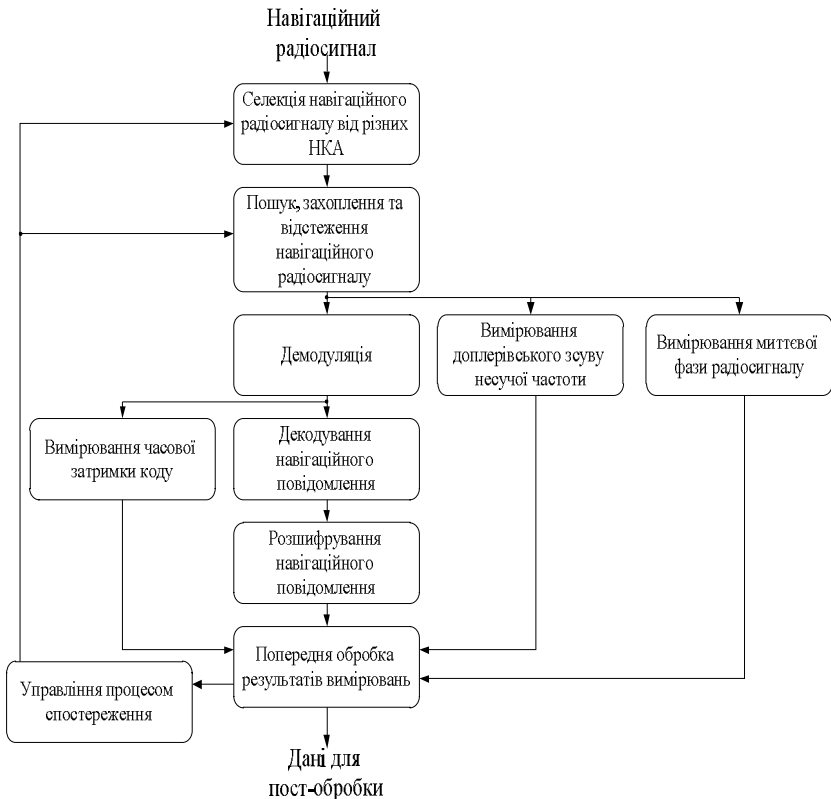 Навігаційний
радіосигнал
Селекція навігаційного
радіосигналу від різних
НКА
Пошук, захоплення та
відстеження
навігаційного
радіосигналу
Демодуляція
Вимірювання
доплерівського зсуву
несучої частоти
Вимірювання миттєвої
фази радіосигналу
Вимірювання часової
затримки коду
Декодування
навігаційного
повідомлення
Розшифрування
навігаційного
повідомлення
Попередня обробка
результатів вимірювань
Управління процесом
спостереження
Дані для
пост-обробки